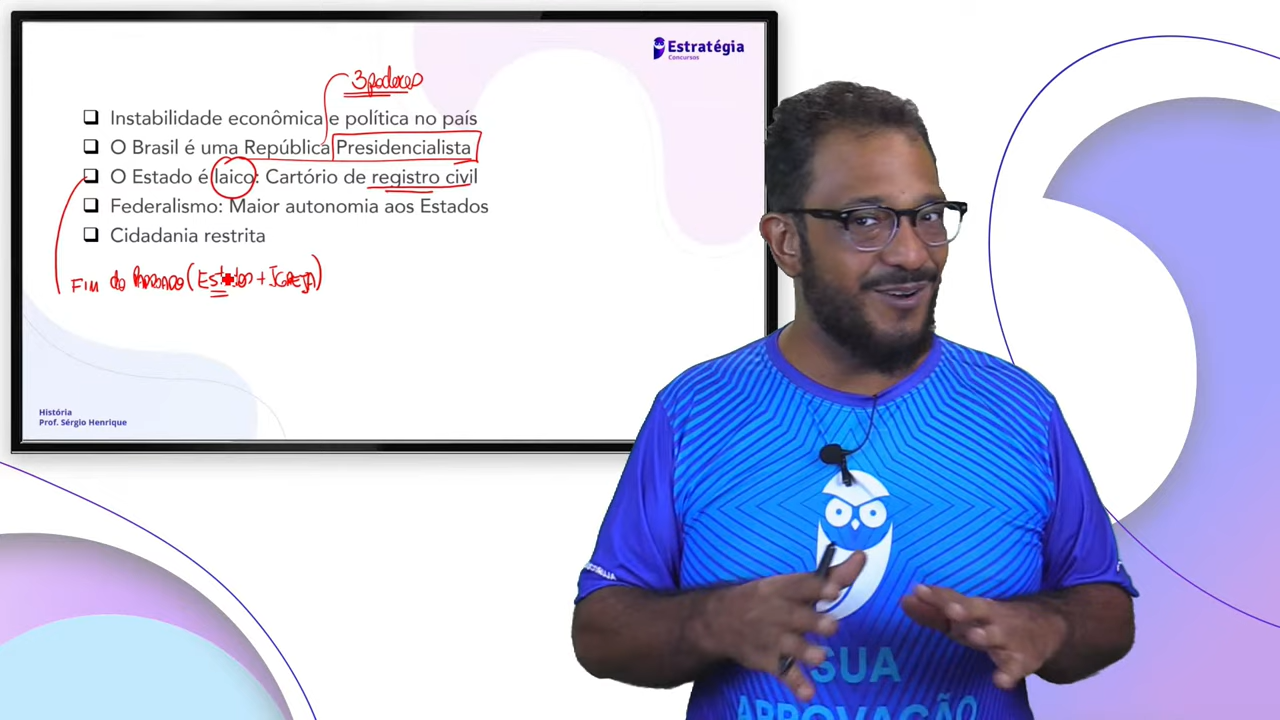 Estratégia
Concursos
3 poderes
Instabilidade econômica e política no país
O Brasil é uma República Presidencialista
O Estado é laico: Cartório de registro civil
Federalismo: Maior autonomia aos Estados
Cidadania restrita
FIM do PADROADO (Estado + IGREJA)
História
Prof. Sérgio Henrique
SUA
APROVAÇÃO